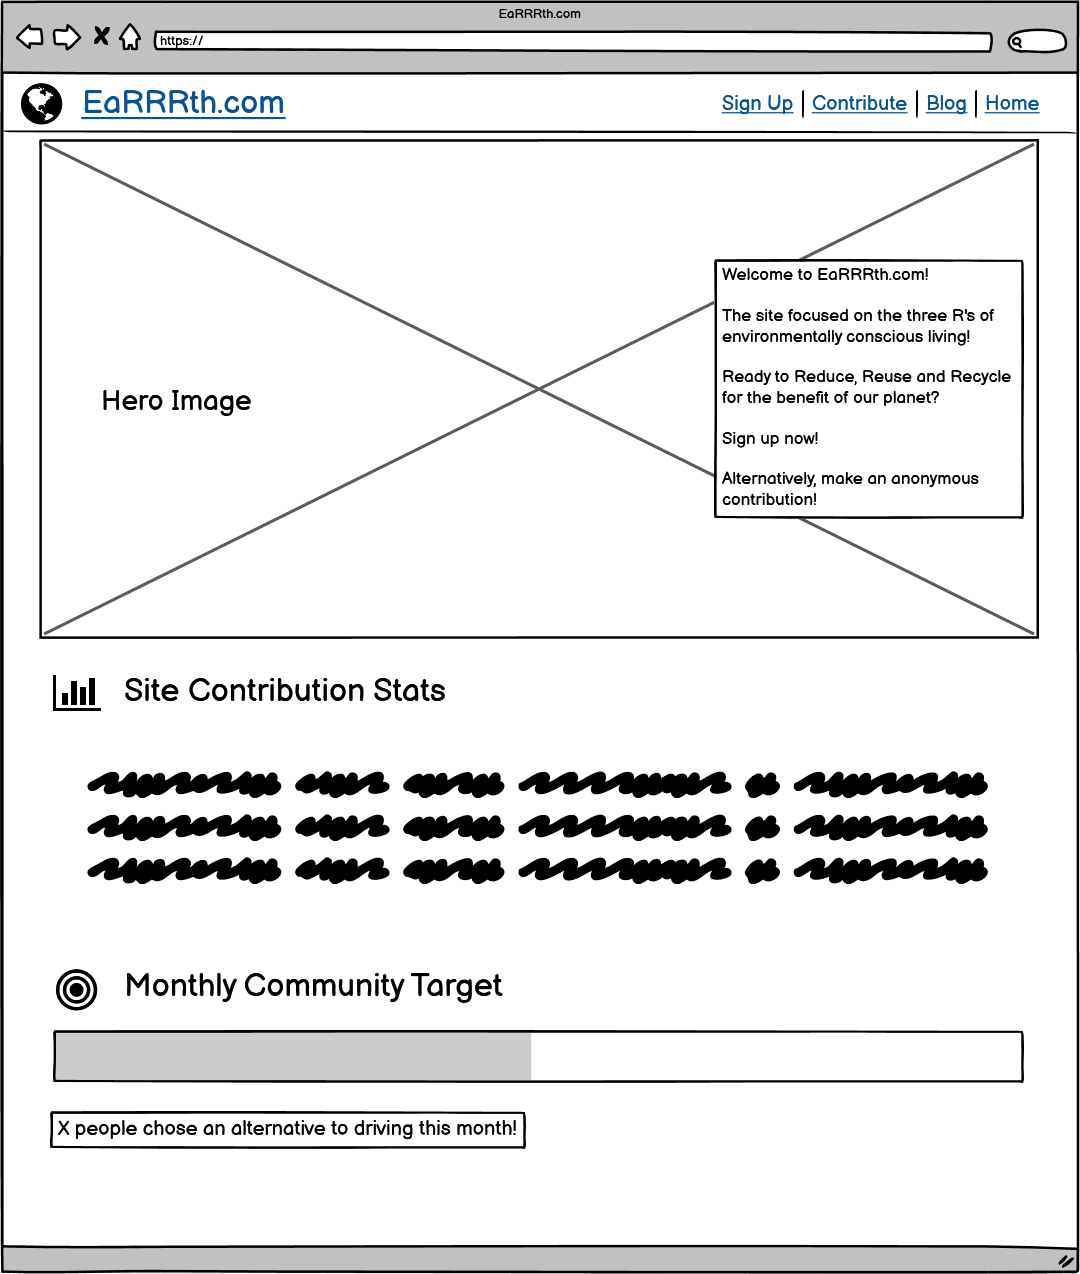 EaRRRth.com
https://
EaRRRth.com
Sign Up | Contribute | Blog | Home
Hero Image
Welcome to EaRRRth.com!
The site focused on the three R's of
environmentally conscious living!
Ready to Reduce, Reuse and Recycle
for the benefit of our planet?
Sign up now!
Alternatively, make an anonymous
contribution!
Site Contribution Stats
Monthly Community Target
X people chose an alternative to driving this month!